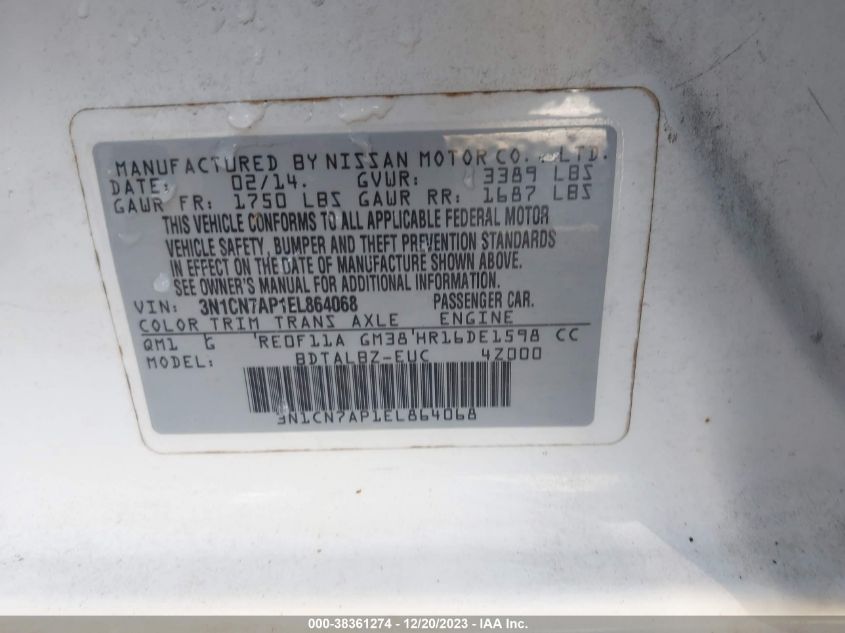 MANUFACTURED BY NISSAN MOTOR CO., LTD.
DATE: 02/14. GVWR: 3389 LBS
GAWR FR: 1750 LBS GAWR RR: 1687 LBS
THIS VEHICLE CONFORMS TO ALL APPLICABLE FEDERAL MOTOR
VEHICLE SAFETY, BUMPER AND THEFT PREVENTION STANDARDS
IN EFFECT ON THE DATE OF MANUFACTURE SHOWN ABOVE.
SEE OWNER'S MANUAL FOR ADDITIONAL INFORMATION.
VIN: 3N1CN7AP1EL864068 PASSENGER CAR.
COLOR TRIM TRANS AXLE ENGINE
QM1 G 'RE0F11A GM38'HR16DE1598 CC
MODEL: BDTALBZ-EUC 4Z000
3N1CN7AP1EL864068
000-38361274 - 12/20/2023 - IAA Inc.